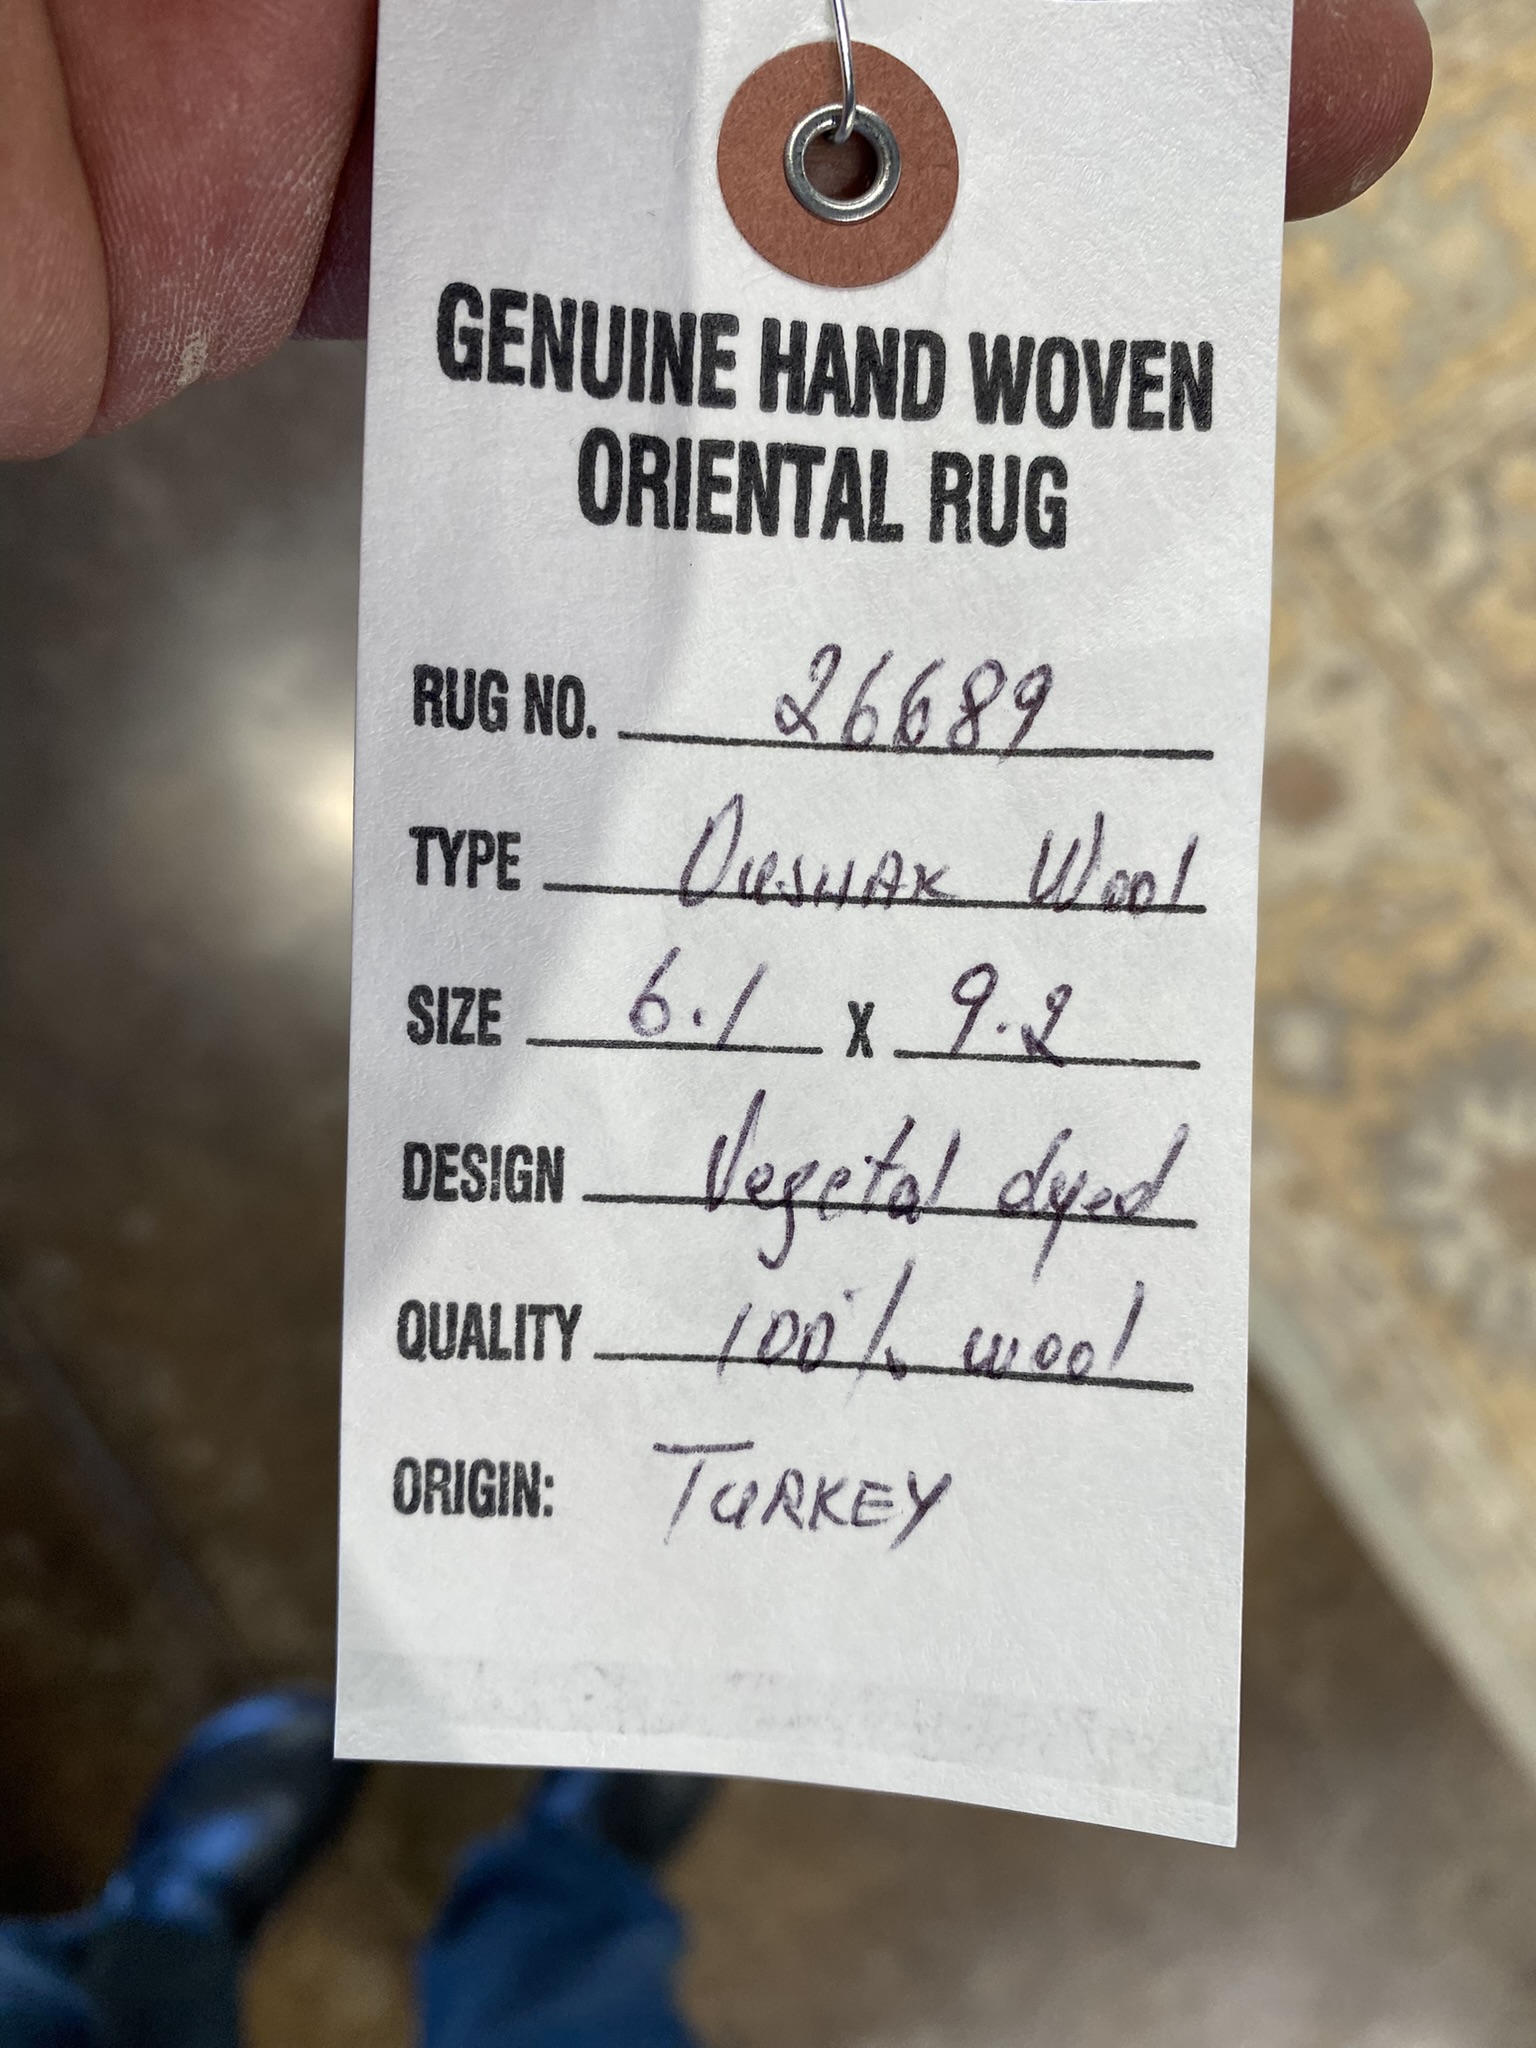 GENUINE HAND WOVEN
ORIENTAL RUG
RUG NO. 26689
TYPE Oushak Wool
SIZE 6.1 X 9.2
DESIGN Vegetal dyed
QUALITY 100% wool
ORIGIN: TURKEY